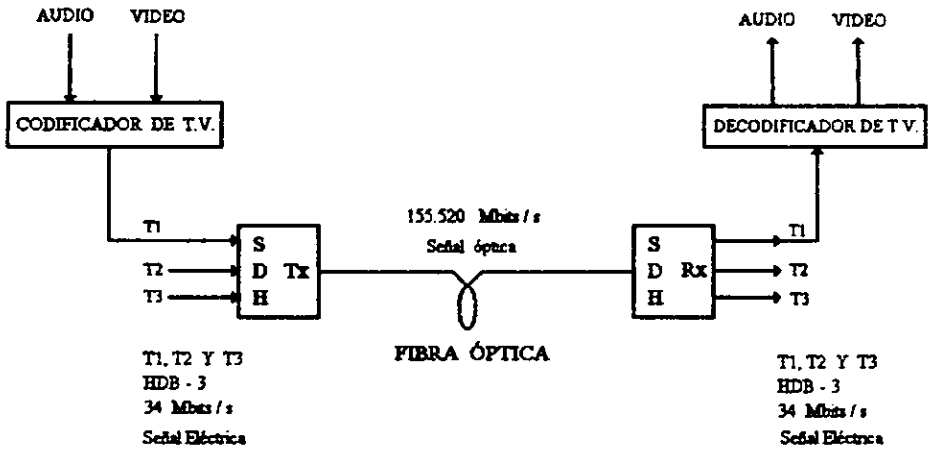 AUDIO VIDEO
CODIFICADOR DE T.V.
T1
T2
T3
S
D Tx
H
155.520 Mbits / s
Señal óptica
FIBRA ÓPTICA
T1, T2 Y T3
HDB - 3
34 Mbits / s
Señal Eléctrica
AUDIO VIDEO
DECODIFICADOR DE T V.
S
D Rx
H
T1
T2
T3
T1, T2 Y T3
HDB - 3
34 Mbits / s
Señal Eléctrica